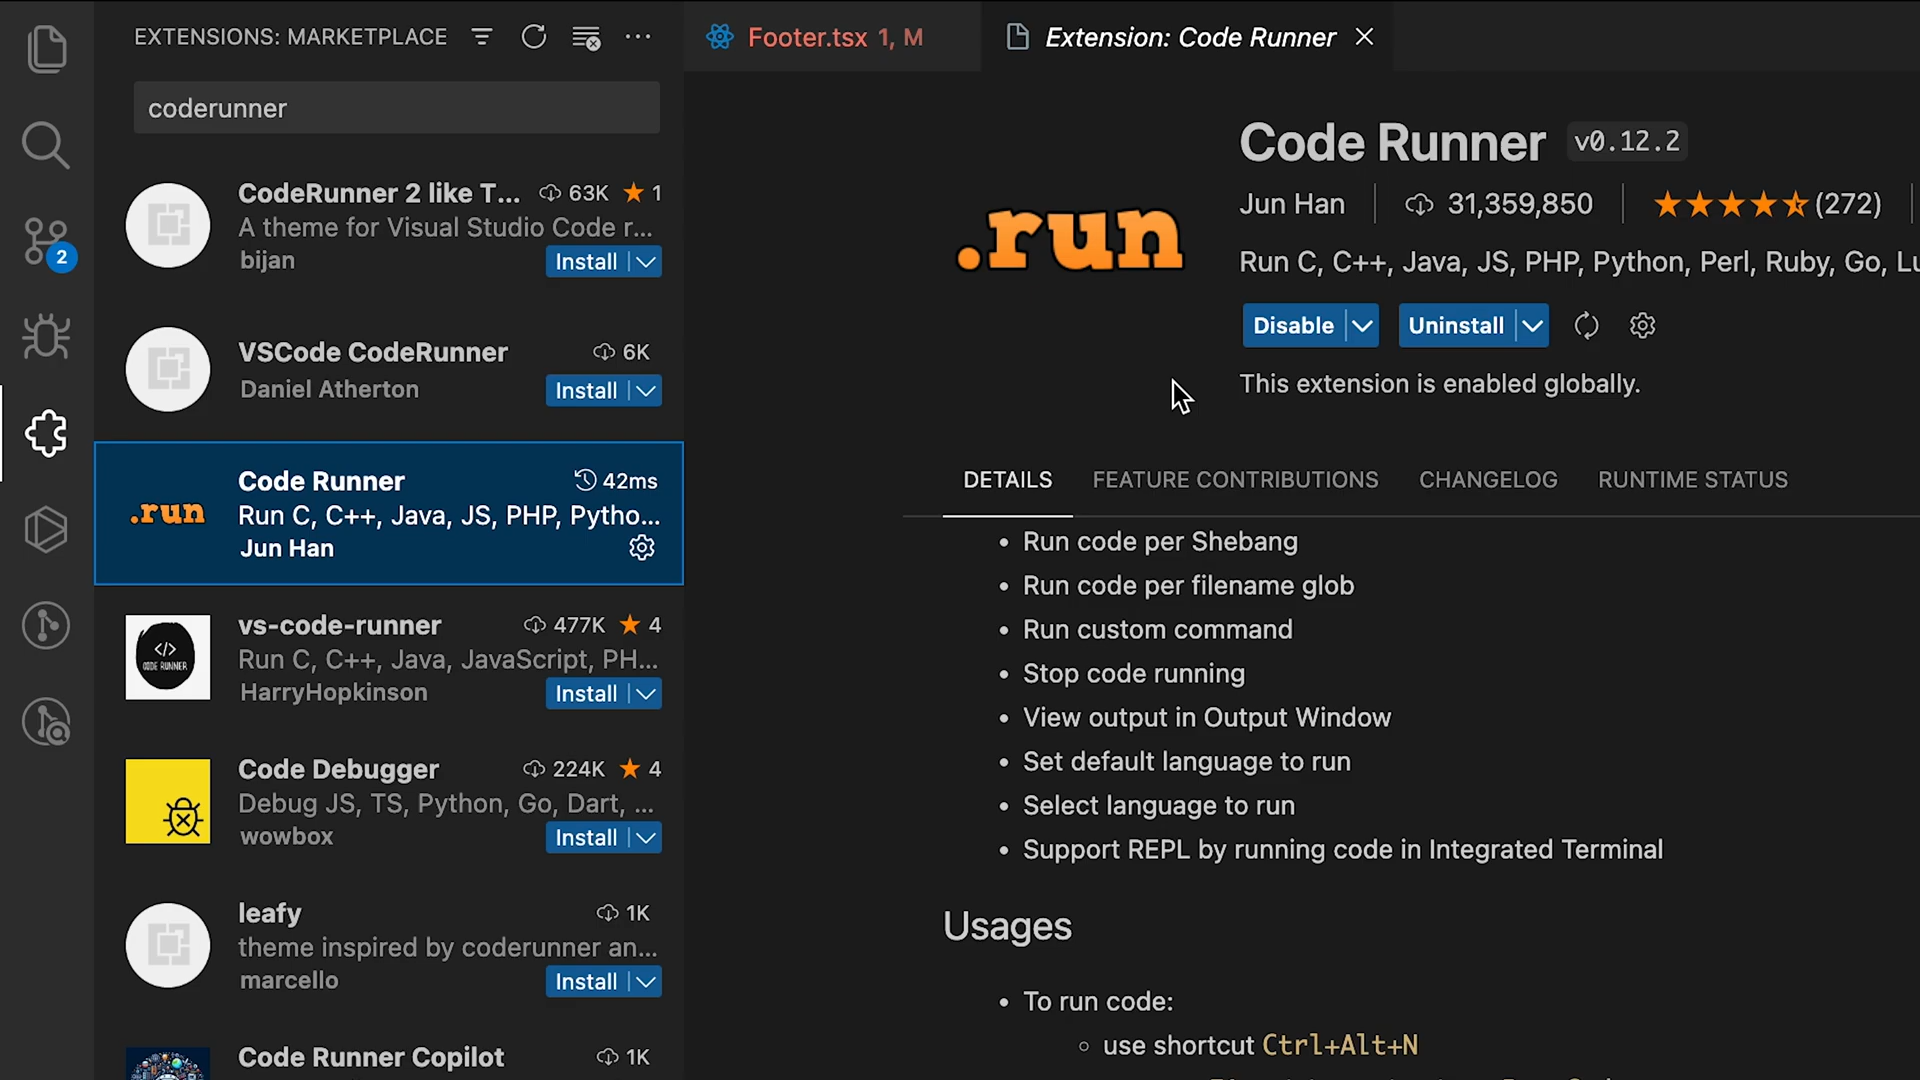 EXTENSIONS: MARKETPLACE
coderunner
CodeRunner 2 like T... 63K 1
A theme for Visual Studio Code r...
bijan Install
VSCode CodeRunner 6K
Daniel Atherton Install
.run
Code Runner 42ms
Run C, C++, Java, JS, PHP, Pytho...
Jun Han
</>
CODE RUNNER
vs-code-runner 477K 4
Run C, C++, Java, JavaScript, PH...
HarryHopkinson Install
Code Debugger 224K 4
Debug JS, TS, Python, Go, Dart, ...
wowbox Install
leafy 1K
theme inspired by coderunner an...
marcello Install
Code Runner Copilot 1K
2
Footer.tsx 1, M
Extension: Code Runner
.run
Code Runner v0.12.2
Jun Han 31,359,850 (272)
Run C, C++, Java, JS, PHP, Python, Perl, Ruby, Go, Lu
Disable Uninstall
This extension is enabled globally.
DETAILS FEATURE CONTRIBUTIONS CHANGELOG RUNTIME STATUS
• Run code per Shebang
• Run code per filename glob
• Run custom command
• Stop code running
• View output in Output Window
• Set default language to run
• Select language to run
• Support REPL by running code in Integrated Terminal
Usages
• To run code:
◦ use shortcut Ctrl+Alt+N